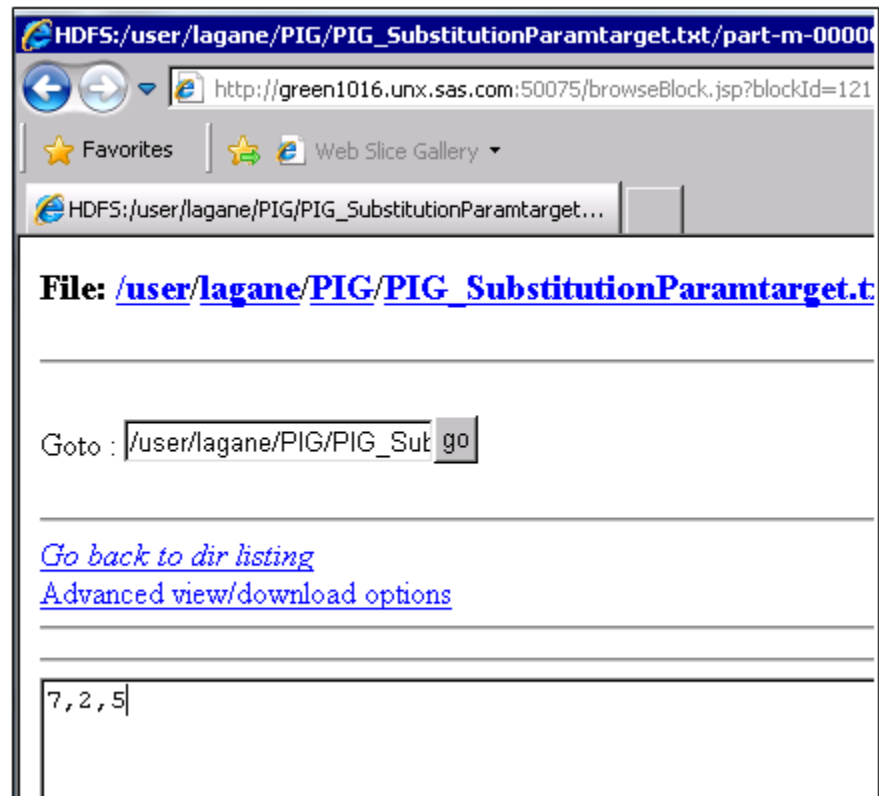 HDFS:/user/lagane/PIG/PIG_SubstitutionParamtarget.txt/part-m-0000
http://green1016.unx.sas.com:50075/browseBlock.jsp?blockId=121
Favorites Web Slice Gallery
HDFS:/user/lagane/PIG/PIG_SubstitutionParamtarget...
File: /user/lagane/PIG/PIG_SubstitutionParamtarget.t
Goto : /user/lagane/PIG/PIG_Sub go
Go back to dir listing
Advanced view/download options
7,2,5